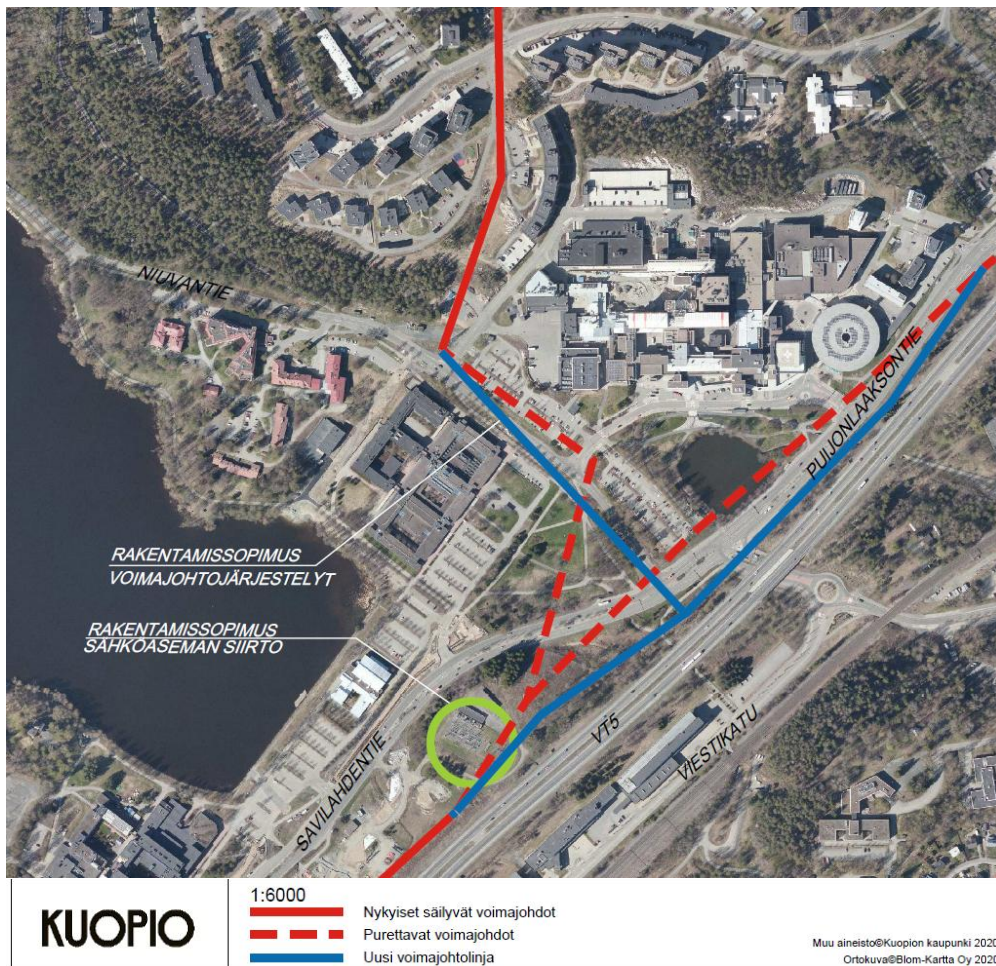 NIUVANTIE
PUIJONLAAKSONTIE
RAKENTAMISSOPIMUS
VOIMAJOHTOJÄRJESTELYT
RAKENTAMISSOPIMUS
SÄHKÖASEMAN SIIRTO
SAVILAHDENTIE
VT5
VIESTIKATU
KUOPIO
1:6000
Nykyiset säilyvät voimajohdot
Purettavat voimajohdot
Uusi voimajohtolinja
Muu aineisto©Kuopion kaupunki 2020
Ortokuva©Blom-Kartta Oy 2020